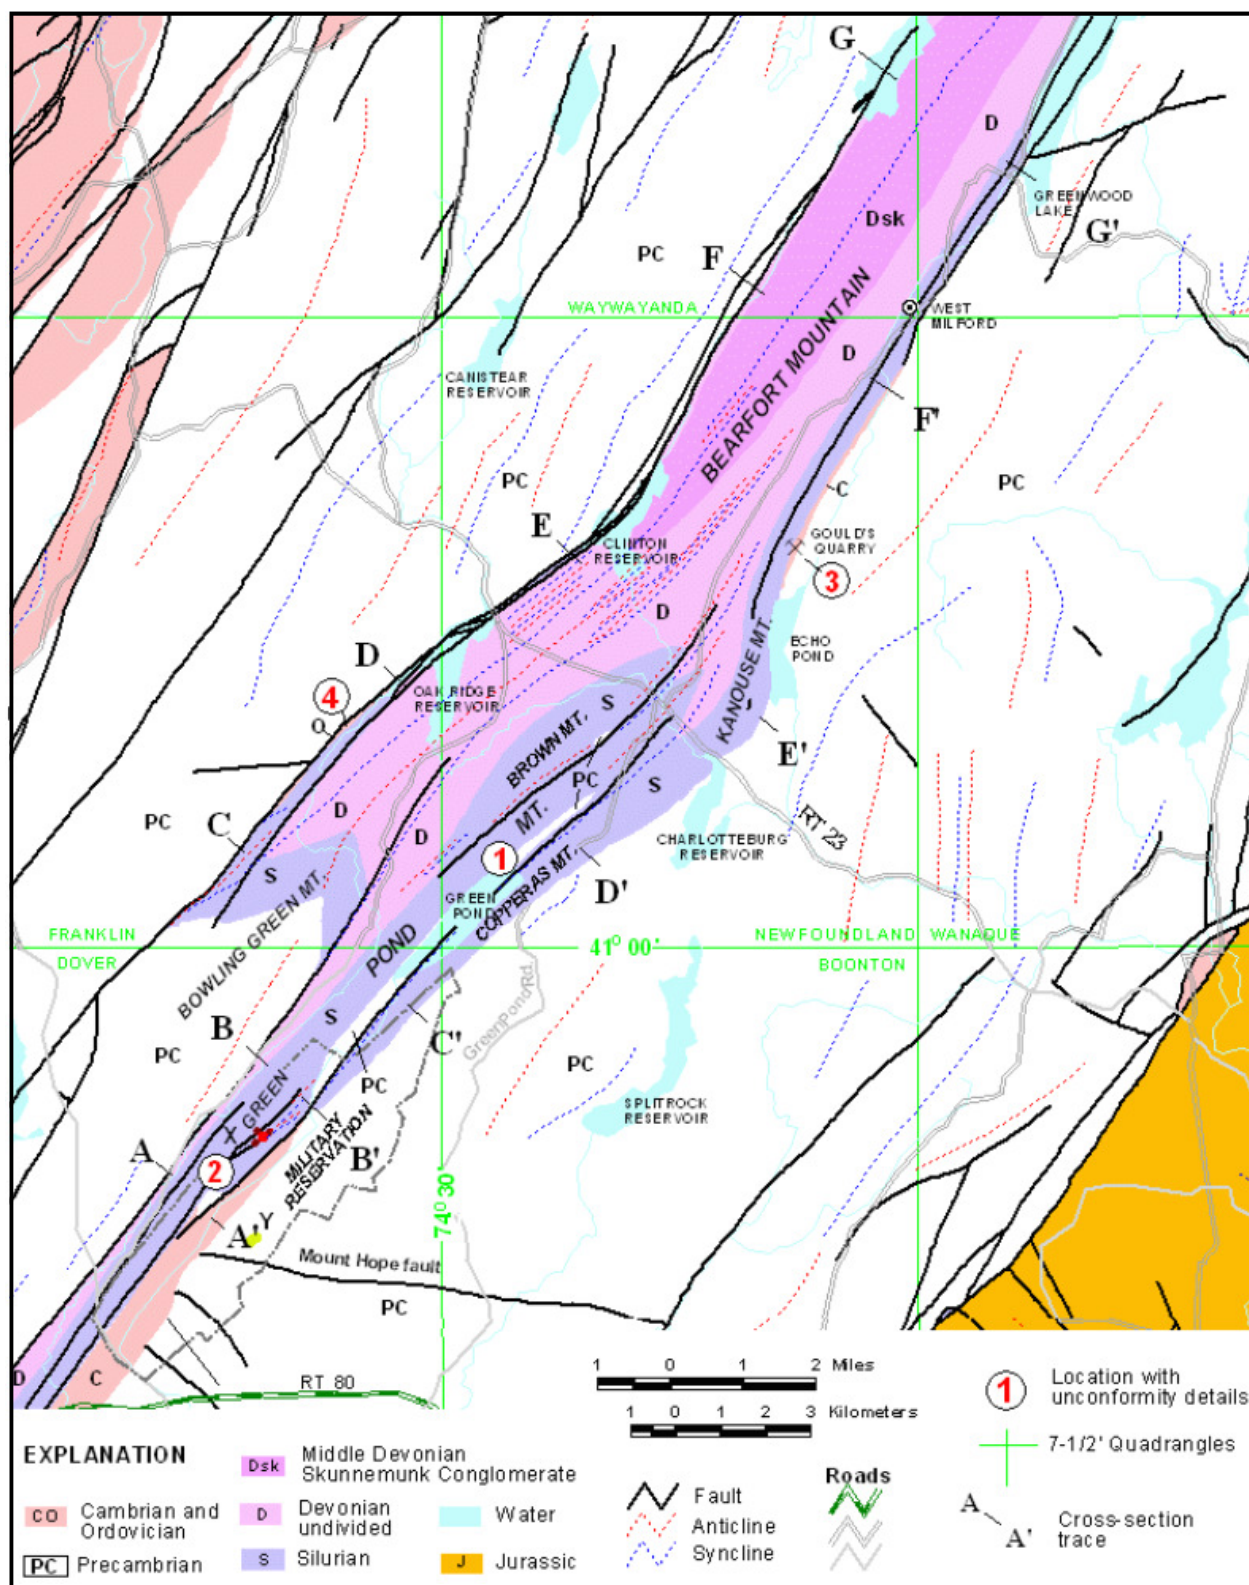 G
D
GREENWOOD
LAKE
G'
Dsk
PC
F
WAYWAYANDA
WEST
MILFORD
BEARFORT MOUNTAIN
D
CANISTEAR
RESERVOIR
F'
PC
PC
C
E
CLINTON
RESERVOIR
GOULD'S
QUARRY
3
D
KANOUSE MT.
ECHO
POND
D
4
O
OAK RIDGE
RESERVOIR
S
BROWN MT.
E'
PC
S
MT.
D
D
PC
C
RT 23
CHARLOTTEBURG
RESERVOIR
1
COPPERAS MT.
D'
S
BOWLING GREEN MT.
GREEN
POND
POND
FRANKLIN
DOVER
41° 00'
NEWFOUNDLAND
WANAQUE
BOONTON
S
GreenPondRd.
C'
B
PC
PC
PC
GREEN
SPLITROCK
RESERVOIR
MILITARY
RESERVATION
B'
A
2
74° 30'
A'
Mount Hope fault
PC
D
C
RT 80
1 0 1 2 Miles
1 0 1 2 3 Kilometers
1
Location with
unconformity details
7-1/2' Quadrangles
A
A'
Cross-section
trace
EXPLANATION
Dsk
Middle Devonian
Skunnemunk Conglomerate
CO
Cambrian and
Ordovician
D
Devonian
undivided
Water
PC
Precambrian
S
Silurian
J
Jurassic
Fault
Anticline
Syncline
Roads